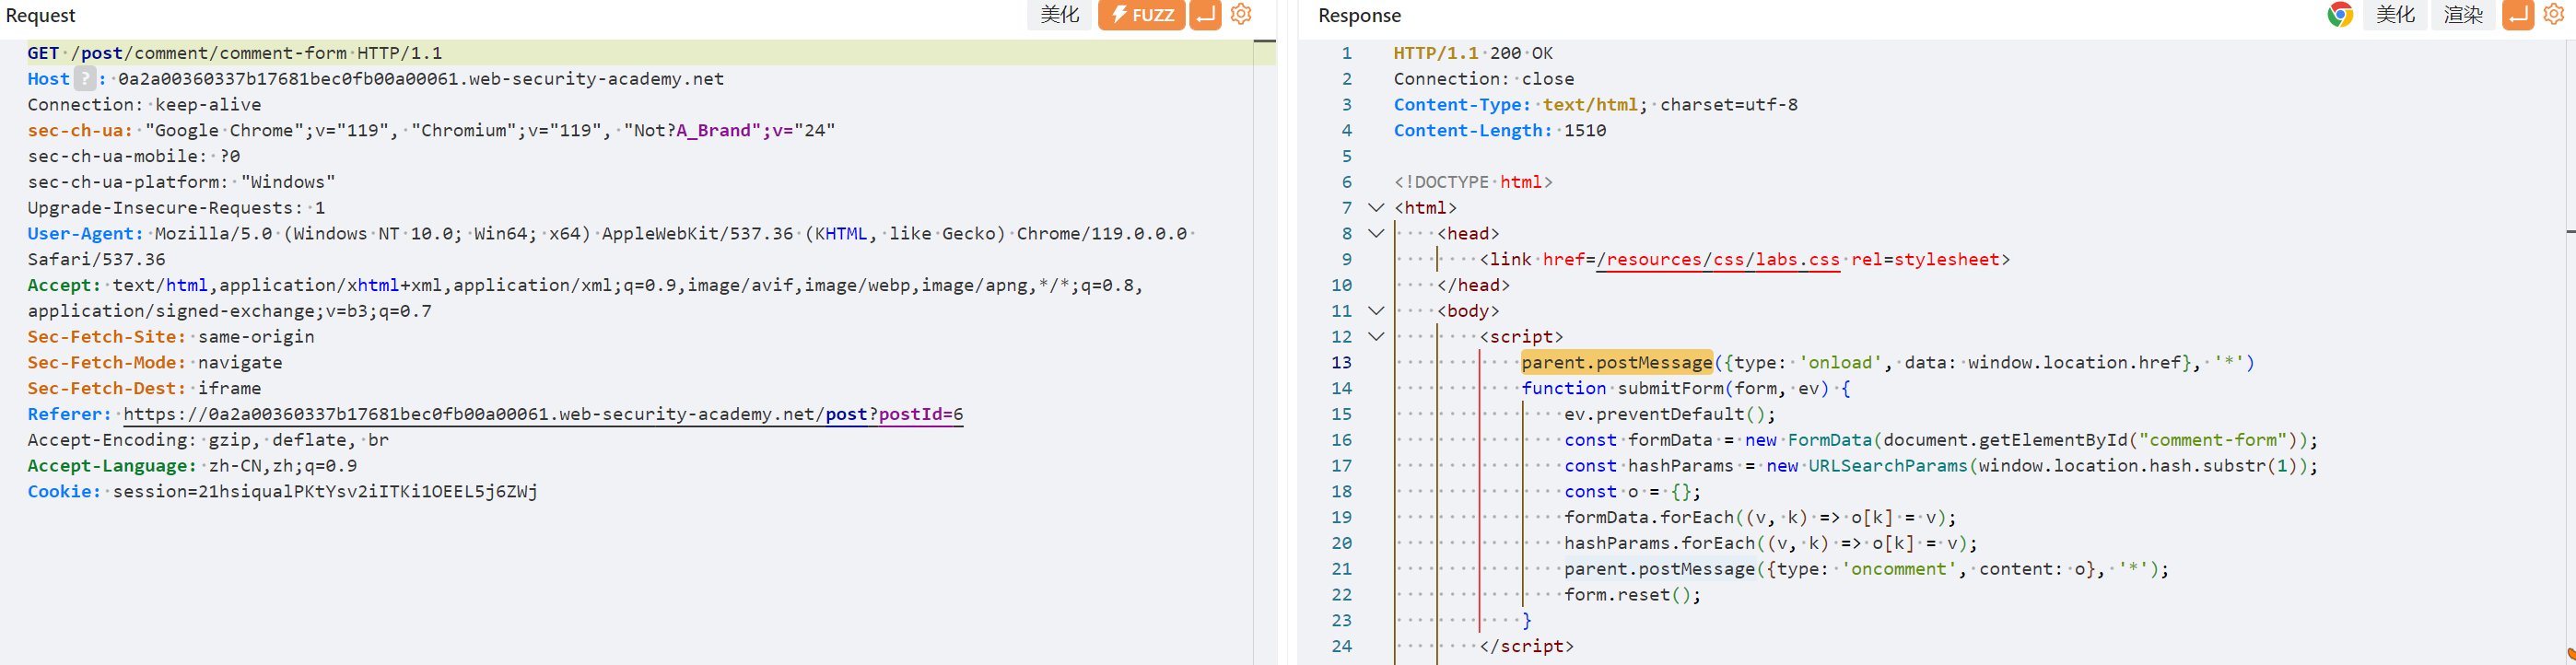 Request
美化
FUZZ
GET /post/comment/comment-form HTTP/1.1
Host ? : 0a2a00360337b17681bec0fb00a00061.web-security-academy.net
Connection: keep-alive
sec-ch-ua: "Google Chrome";v="119", "Chromium";v="119", "Not?A_Brand";v="24"
sec-ch-ua-mobile: ?0
sec-ch-ua-platform: "Windows"
Upgrade-Insecure-Requests: 1
User-Agent: Mozilla/5.0 (Windows NT 10.0; Win64; x64) AppleWebKit/537.36 (KHTML, like Gecko) Chrome/119.0.0.0
Safari/537.36
Accept: text/html,application/xhtml+xml,application/xml;q=0.9,image/avif,image/webp,image/apng,*/*;q=0.8,
application/signed-exchange;v=b3;q=0.7
Sec-Fetch-Site: same-origin
Sec-Fetch-Mode: navigate
Sec-Fetch-Dest: iframe
Referer: https://0a2a00360337b17681bec0fb00a00061.web-security-academy.net/post?postId=6
Accept-Encoding: gzip, deflate, br
Accept-Language: zh-CN,zh;q=0.9
Cookie: session=21hsiqualPKtYsv2iITKi1OEEL5j6ZWj
Response
美化
渲染
1 HTTP/1.1 200 OK
2 Connection: close
3 Content-Type: text/html; charset=utf-8
4 Content-Length: 1510
5
6 <!DOCTYPE html>
7 <html>
8 <head>
9 <link href=/resources/css/labs.css rel=stylesheet>
10 </head>
11 <body>
12 <script>
13 parent.postMessage({type: 'onload', data: window.location.href}, '*')
14 function submitForm(form, ev) {
15 ev.preventDefault();
16 const formData = new FormData(document.getElementById("comment-form"));
17 const hashParams = new URLSearchParams(window.location.hash.substr(1));
18 const o = {};
19 formData.forEach((v, k) => o[k] = v);
20 hashParams.forEach((v, k) => o[k] = v);
21 parent.postMessage({type: 'oncomment', content: o}, '*');
22 form.reset();
23 }
24 </script>